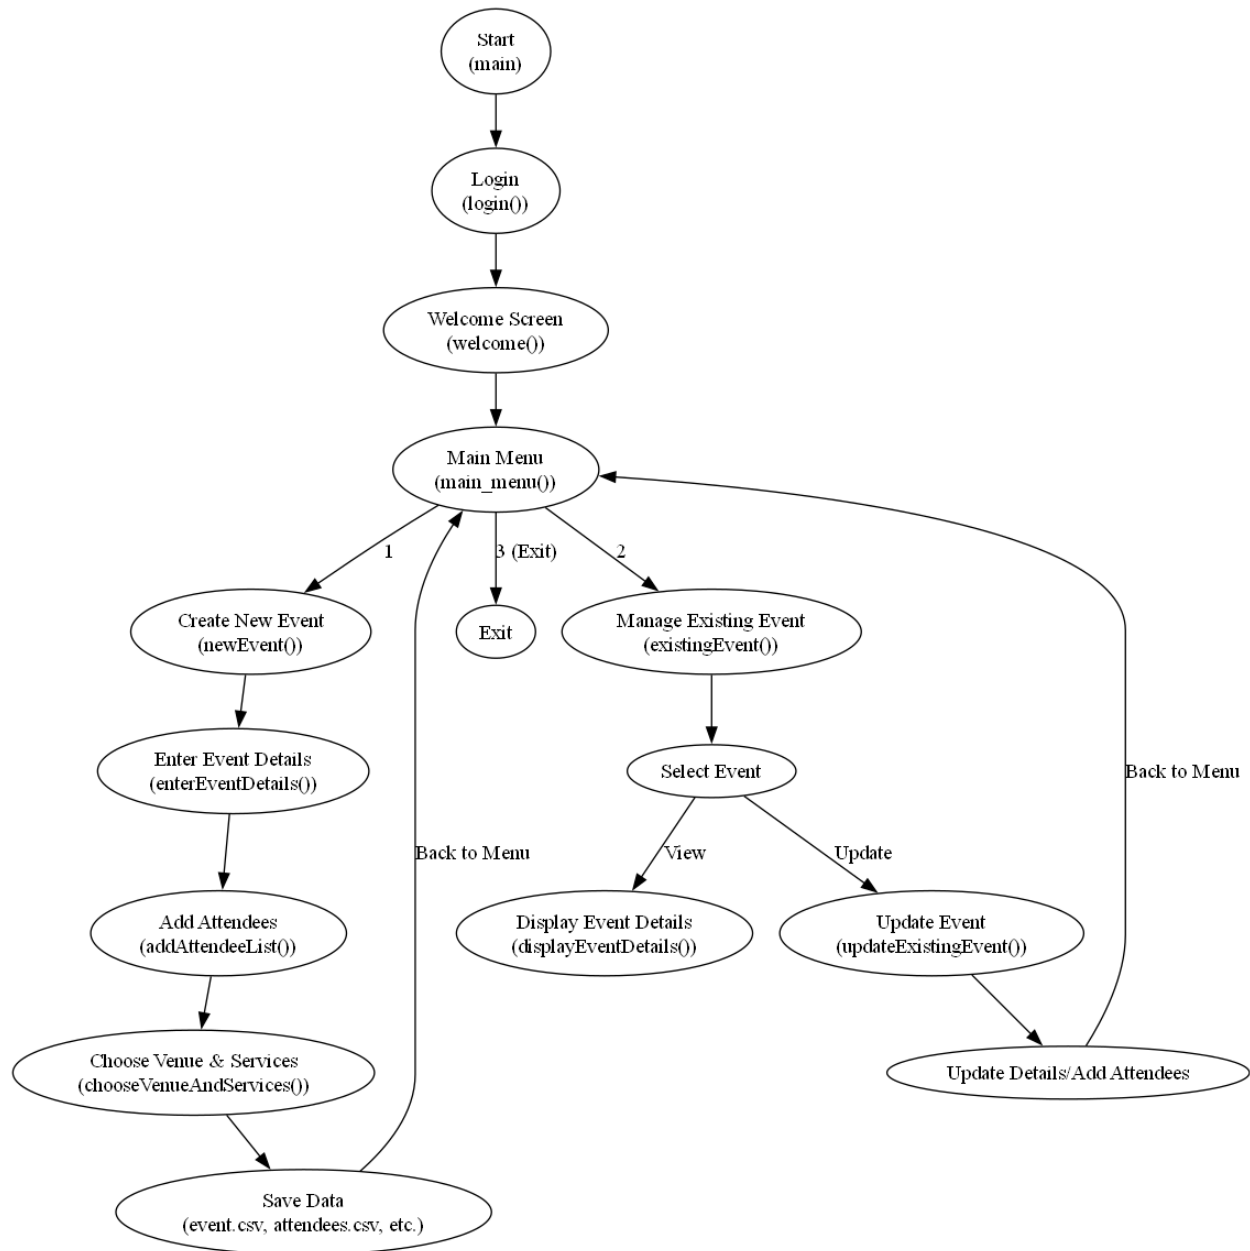 Start
(main)
Login
(login())
Welcome Screen
(welcome())
Main Menu
(main_menu())
1
3 (Exit)
2
Create New Event
(newEvent())
Exit
Manage Existing Event
(existingEvent())
Enter Event Details
(enterEventDetails())
Select Event
Back to Menu
Back to Menu
View
Update
Add Attendees
(addAttendeeList())
Display Event Details
(displayEventDetails())
Update Event
(updateExistingEvent())
Choose Venue & Services
(chooseVenueAndServices())
Update Details/Add Attendees
Save Data
(event.csv, attendees.csv, etc.)